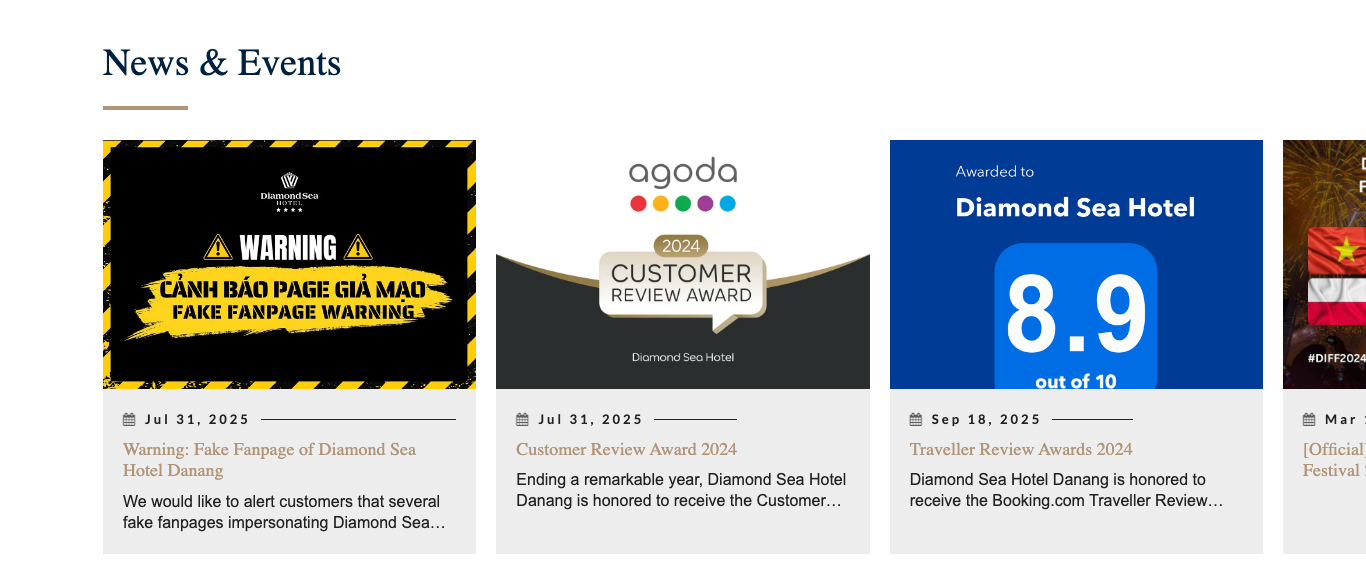 News & Events
Diamond Sea
HOTEL
WARNING
CẢNH BÁO PAGE GIẢ MẠO
FAKE FANPAGE WARNING
Jul 31, 2025
Warning: Fake Fanpage of Diamond Sea
Hotel Danang
We would like to alert customers that several
fake fanpages impersonating Diamond Sea…
agoda
2024
CUSTOMER
REVIEW AWARD
Diamond Sea Hotel
Jul 31, 2025
Customer Review Award 2024
Ending a remarkable year, Diamond Sea Hotel
Danang is honored to receive the Customer…
Awarded to
Diamond Sea Hotel
8.9
out of 10
Sep 18, 2025
Traveller Review Awards 2024
Diamond Sea Hotel Danang is honored to
receive the Booking.com Traveller Review…
#DIFF2024
Mar
[Official]
Festival